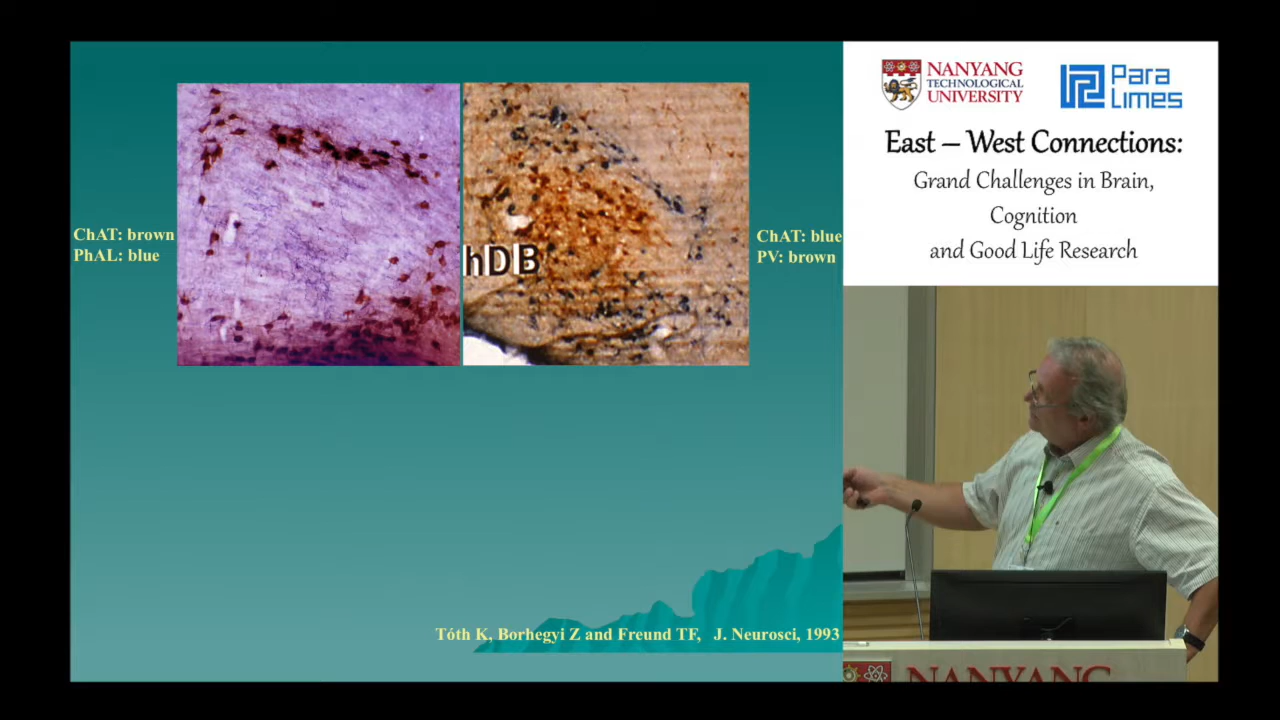 ChAT: brown
PhAL: blue
hDB
ChAT: blue
PV: brown
Tóth K, Borhegyi Z and Freund TF, J. Neurosci, 1993
NANYANG
TECHNOLOGICAL
UNIVERSITY
Para
Limes
East – West Connections:
Grand Challenges in Brain,
Cognition
and Good Life Research
NANYANG